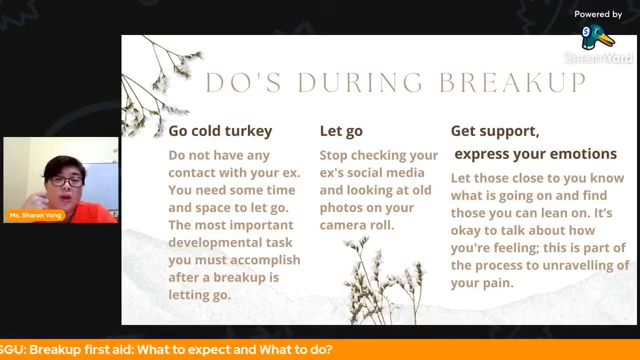 Powered by
StreamYard
DO'S DURING BREAKUP
Go cold turkey
Do not have any
contact with your ex.
You need some time
and space to let go.
The most important
developmental task
you must accomplish
after a breakup is
letting go.
Let go
Stop checking your
ex's social media
and looking at old
photos on your
camera roll.
Get support,
express your emotions
Let those close to you know
what is going on and find
those you can lean on. It's
okay to talk about how
you're feeling; this is part of
the process to unravelling of
your pain.
Ms. Sharon Yong
SGU: Breakup first aid: What to expect and What to do?